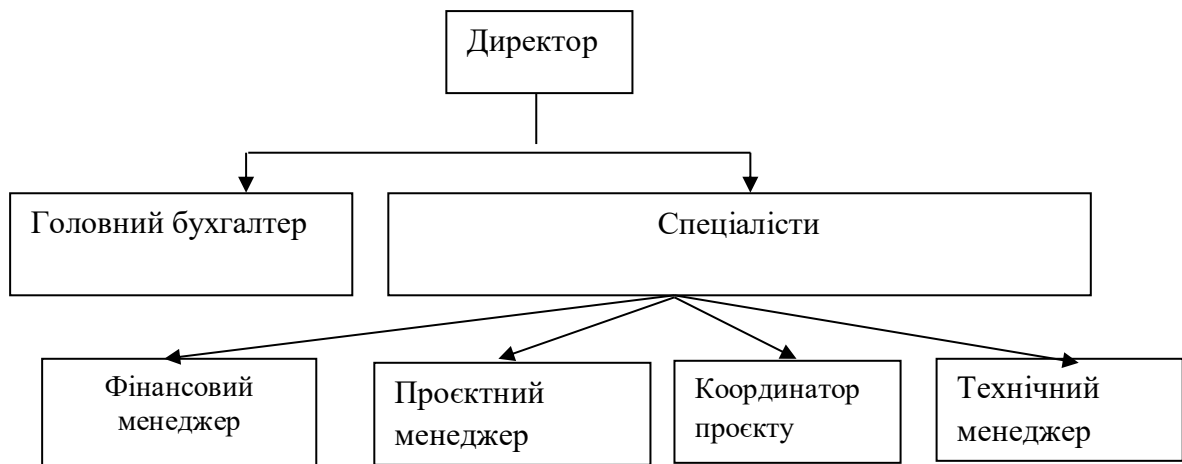 Директор
Головний бухгалтер
Спеціалісти
Фінансовий
менеджер
Проєктний
менеджер
Координатор
проєкту
Технічний
менеджер